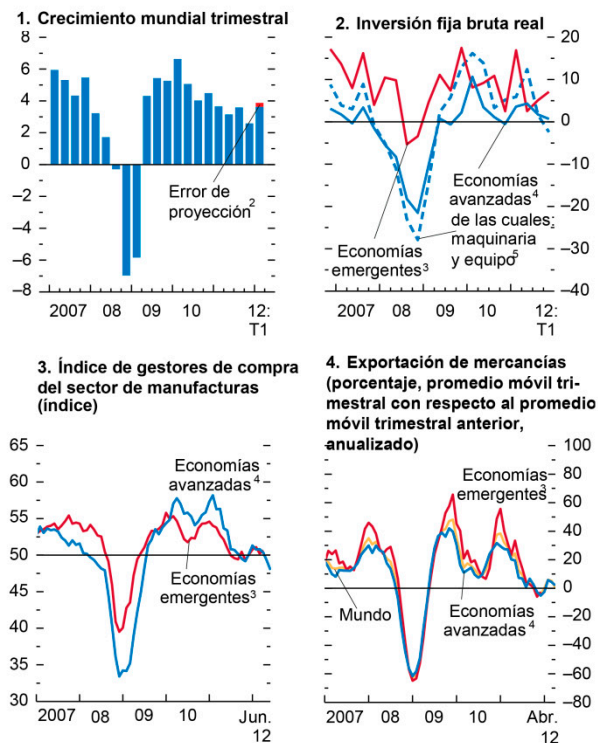 1. Crecimiento mundial trimestral
8
6
4
2
0
–2
–4
–6
–8
Error de
proyección2
2007 08 09 10 12:
T1
2. Inversión fija bruta real
20
10
0
–10
–20
–30
–40
Economías
avanzadas4
de las cuales:
maquinaria
y equipo5
Economías
emergentes3
2007 08 09 10 12:
T1
3. Índice de gestores de compra
del sector de manufacturas
(índice)
65
60
55
50
45
40
35
30
Economías
avanzadas4
Economías
emergentes3
2007 08 09 10 Jun.
12
4. Exportación de mercancías
(porcentaje, promedio móvil tri-
mestral con respecto al promedio
móvil trimestral anterior,
anualizado)
100
80
60
40
20
0
–20
–40
–60
–80
Economías
emergentes3
Mundo
Economías
avanzadas4
2007 08 09 10 Abr.
12